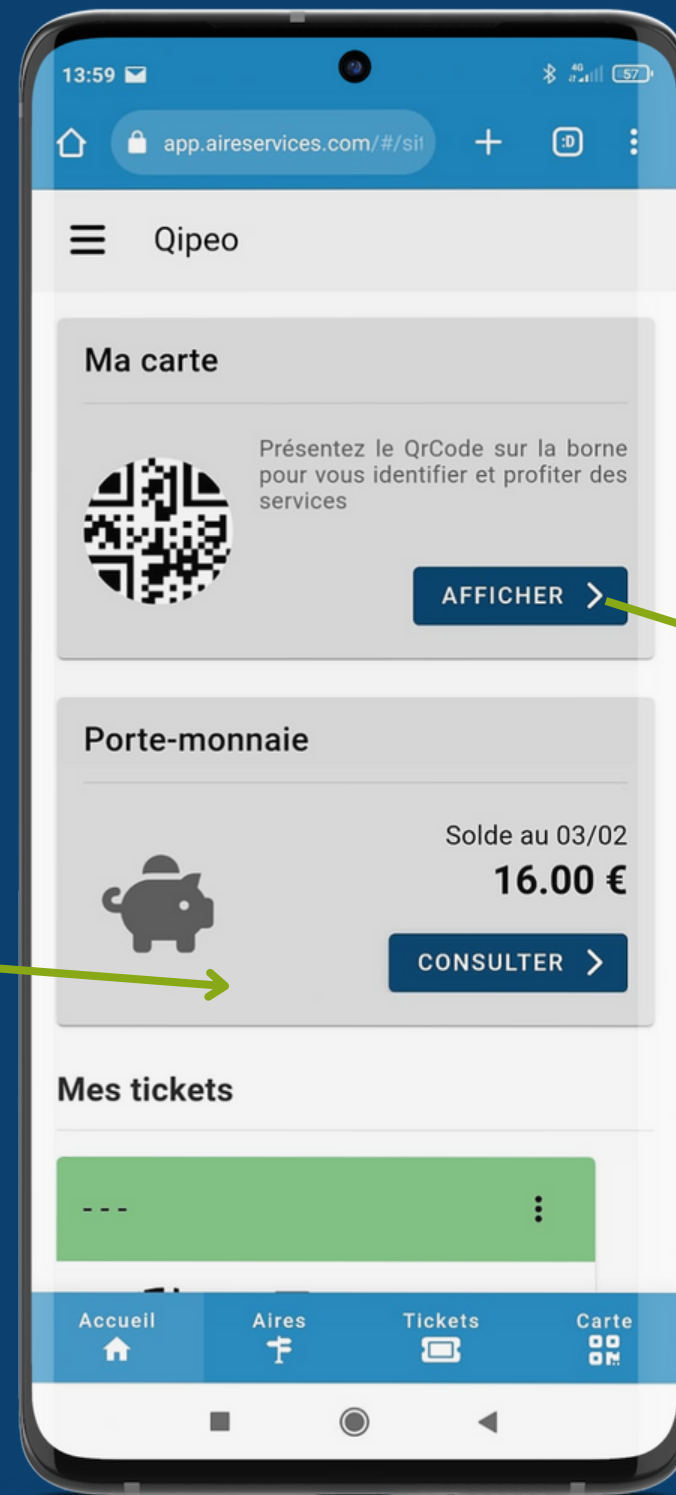 13:59
4G
57
app.aireservices.com/#/sit
:D
Qipeo
Ma carte
Présentez le QrCode sur la borne
pour vous identifier et profiter des
services
AFFICHER
Porte-monnaie
Solde au 03/02
16.00 €
CONSULTER
Mes tickets
---
Accueil Aires Tickets Carte